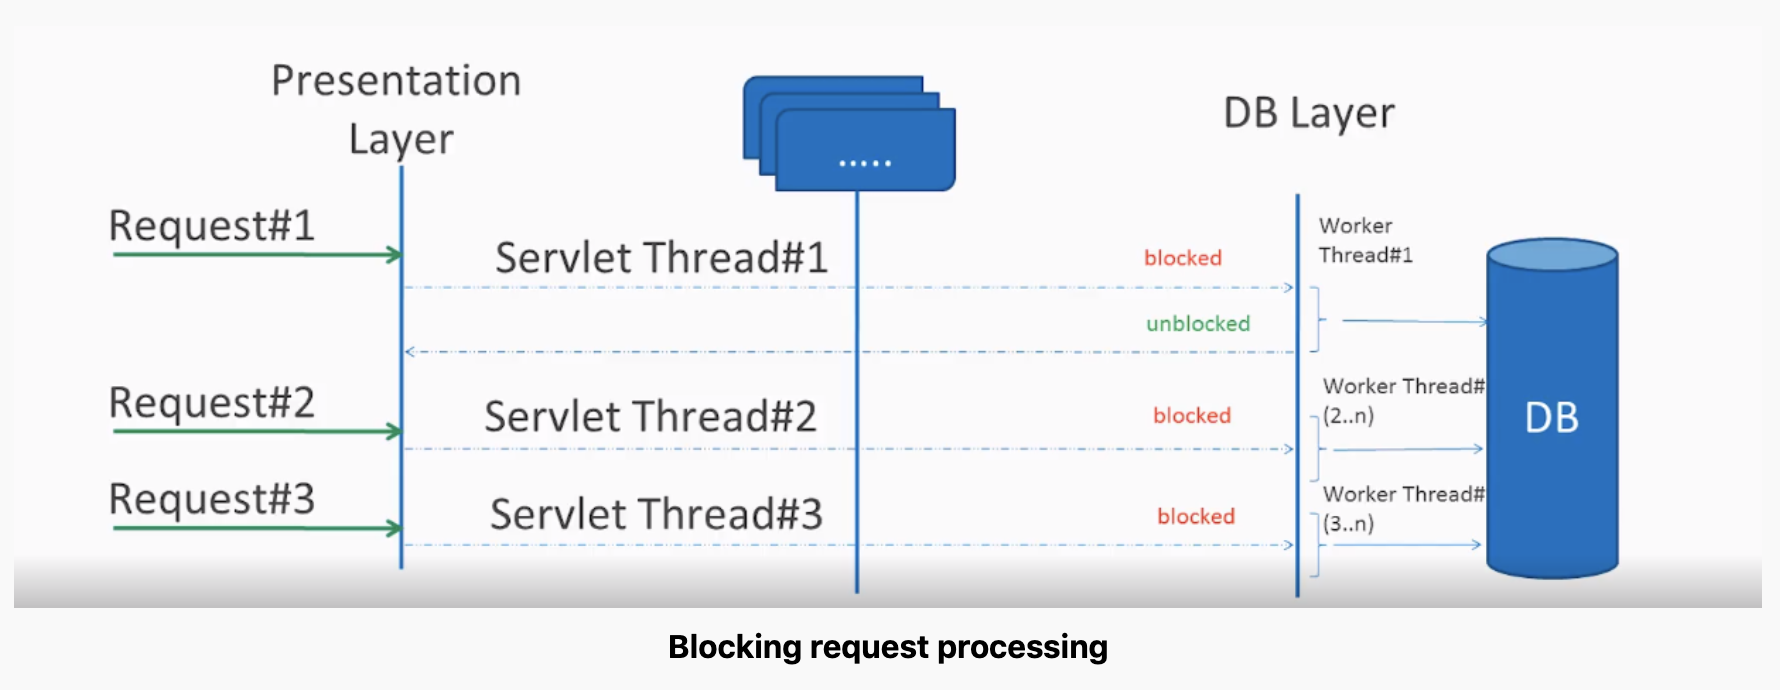 Presentation
Layer
.....
DB Layer
Request#1
Servlet Thread#1
blocked
Worker
Thread#1
unblocked
Request#2
Servlet Thread#2
blocked
Worker Thread#
(2..n)
DB
Request#3
Servlet Thread#3
blocked
Worker Thread#
(3..n)
Blocking request processing